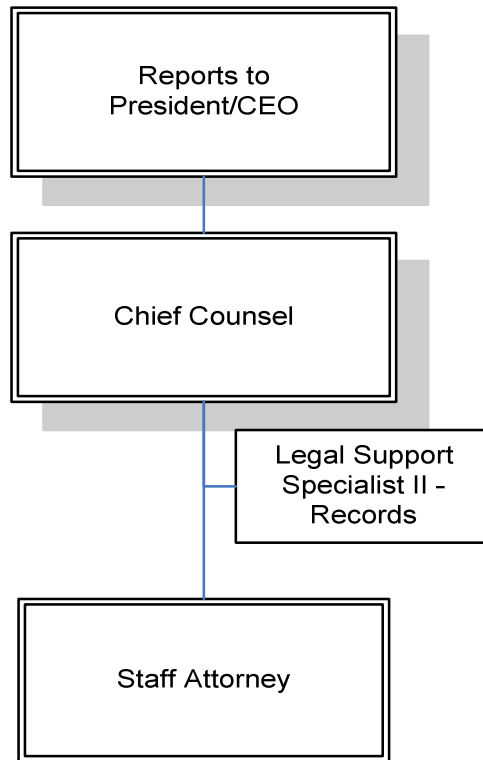 Reports to
President/CEO
Chief Counsel
Legal Support
Specialist II -
Records
Staff Attorney